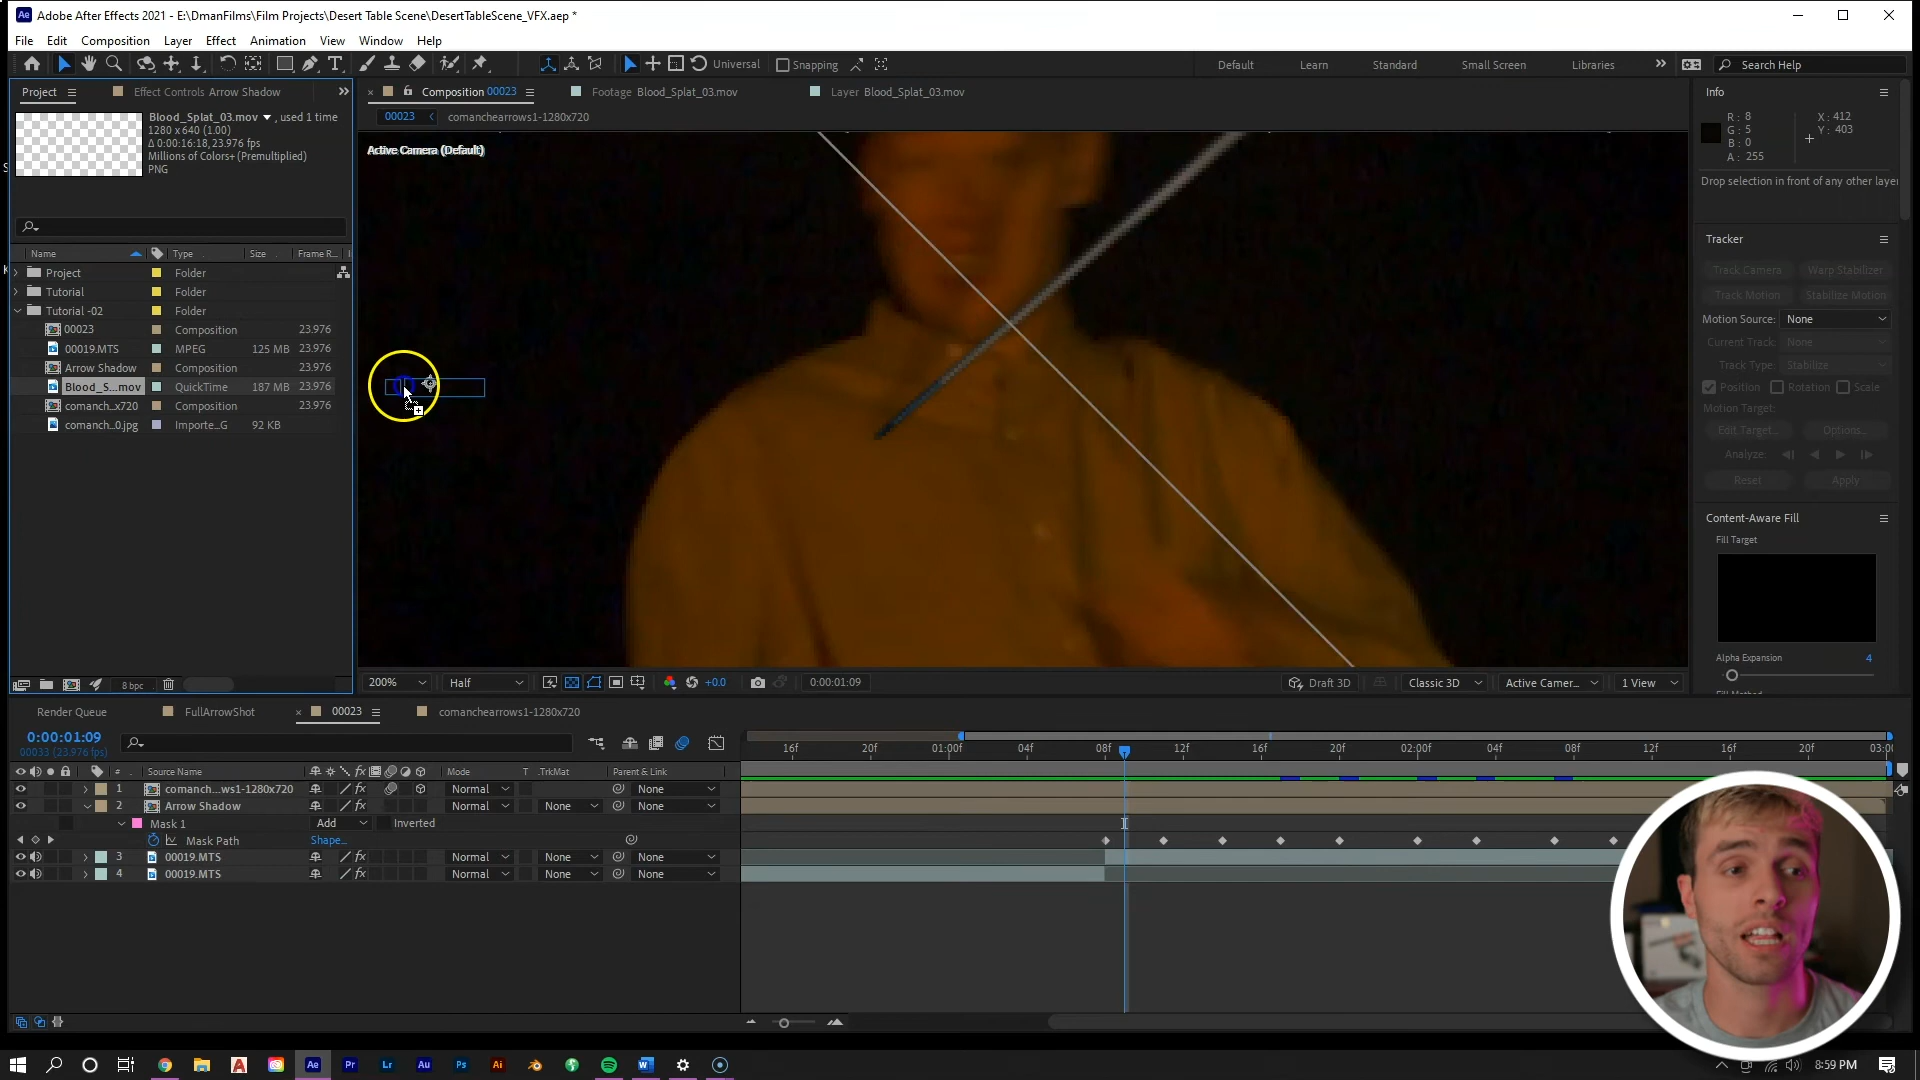 Adobe After Effects 2021 - E:\DmanFilms\Film Projects\Desert Table Scene\DesertTableScene_VFX.aep *
File Edit Composition Layer Effect Animation View Window Help
Universal Snapping Default Learn Standard Small Screen Libraries Search Help
Project Effect Controls Arrow Shadow
Composition 00023 Footage Blood_Splat_03.mov Layer Blood_Splat_03.mov
Info
Blood_Splat_03.mov , used 1 time
1280 x 640 (1.00)
Δ 0:00:16:18, 23.976 fps
Millions of Colors+ (Premultiplied)
PNG
00023 comanchearrows1-1280x720
Active Camera (Default)
R: 8
G: 5
B: 0
A: 255
X: 412
Y: 403
Drop selection in front of any other layer
Name Type Size Frame R...
Project Folder
Tutorial Folder
Tutorial -02 Folder
00023 Composition 23.976
00019.MTS MPEG 125 MB 23.976
Arrow Shadow Composition 23.976
Blood_S...mov QuickTime 187 MB 23.976
comanch...x720 Composition 23.976
comanch...0.jpg Importe...G 92 KB
Tracker
Track Camera Warp Stabilizer
Track Motion Stabilize Motion
Motion Source: None
Current Track: None
Track Type: Stabilize
Position Rotation Scale
Motion Target:
Edit Target... Options...
Analyze:
Reset Apply
Content-Aware Fill
Fill Target
Alpha Expansion 4
8 bpc
200% Half +0.0 0:00:01:09 Draft 3D Classic 3D Active Camer... 1 View
Render Queue FullArrowShot 00023 comanchearrows1-1280x720
0:00:01:09
00033 (23.976 fps)
16f 20f 01:00f 04f 08f 12f 16f 20f 02:00f 04f 08f 12f 16f 20f 03:00
# Source Name Mode T .TrkMat Parent & Link
1 comanch...ws1-1280x720 Normal None
2 Arrow Shadow Normal None None
Mask 1 Add Inverted
Mask Path Shape...
3 00019.MTS Normal None None
4 00019.MTS Normal None None
8:59 PM